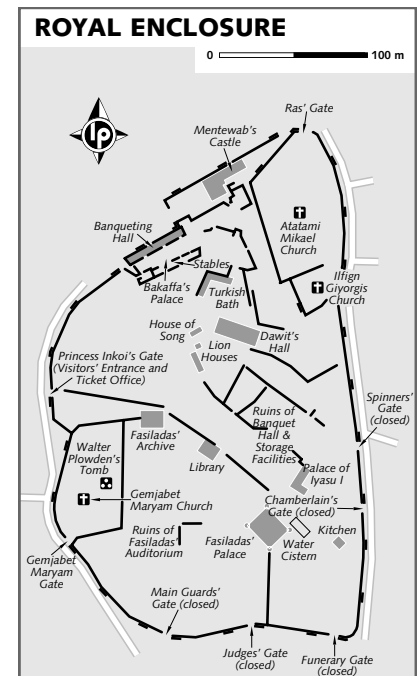 ROYAL ENCLOSURE
0 100 m
Ras' Gate
Mentewab's
Castle
Banqueting
Hall
Atatami
Mikael
Church
Stables
Bakaffa's
Palace
Turkish
Bath
Ilfign
Giyorgis
Church
House of
Song
Lion
Houses
Dawit's
Hall
Princess Inkoi's Gate
(Visitors' Entrance and
Ticket Office)
Spinners'
Gate
(closed)
Fasiladas'
Archive
Ruins of
Banquet
Hall &
Storage
Facilities
Walter
Plowden's
Tomb
Library
Palace of
Iyasu I
Gemjabet
Maryam Church
Chamberlain's
Gate (closed)
Ruins of
Fasiladas'
Auditorium
Fasiladas'
Palace
Water
Cistern
Kitchen
Gemjabet
Maryam
Gate
Main Guards'
Gate (closed)
Judges' Gate
(closed)
Funerary Gate
(closed)
lp